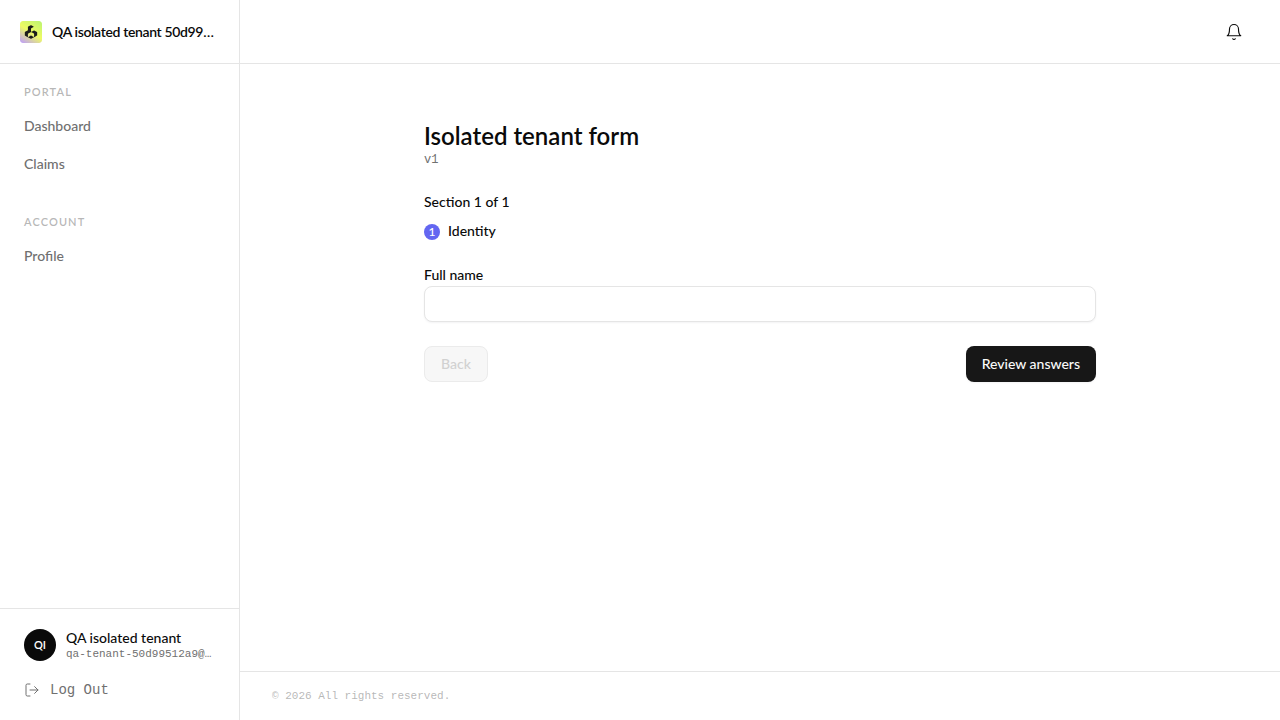 QA isolated tenant 50d99...
PORTAL
Dashboard
Claims
ACCOUNT
Profile
QI
QA isolated tenant
qa-tenant-50d99512a9@…
Log Out
Isolated tenant form
v1
Section 1 of 1
1 Identity
Full name
Back
Review answers
© 2026 All rights reserved.